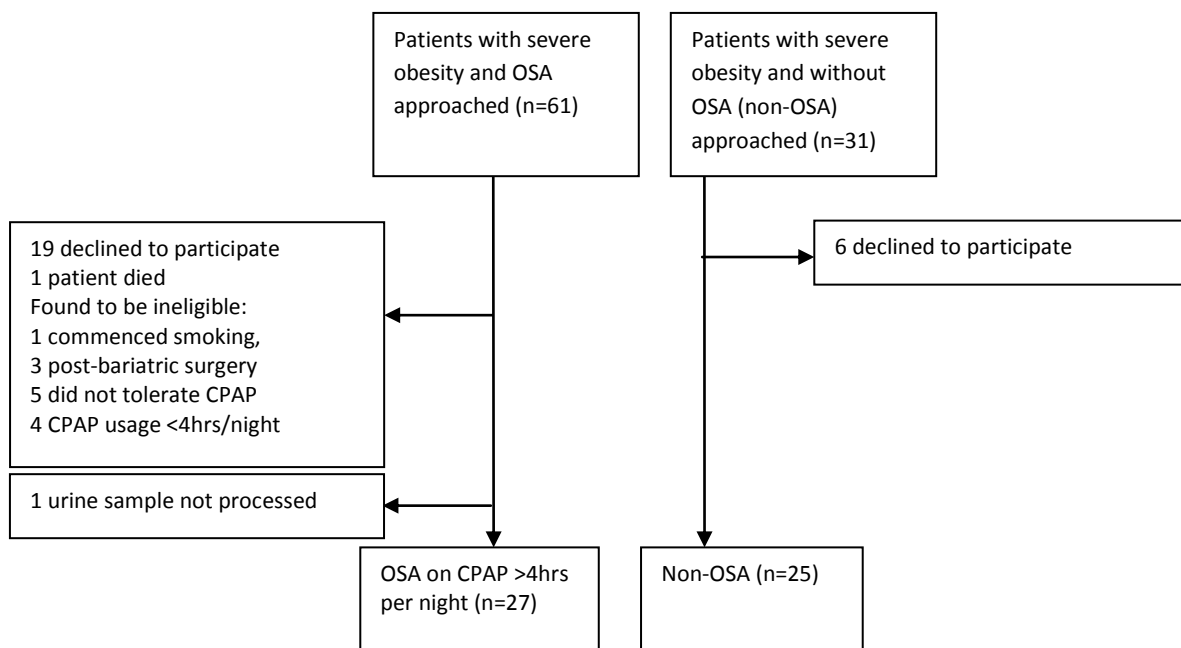 Patients with severe
obesity and OSA
approached (n=61)
Patients with severe
obesity and without
OSA (non-OSA)
approached (n=31)
19 declined to participate
1 patient died
Found to be ineligible:
1 commenced smoking,
3 post-bariatric surgery
5 did not tolerate CPAP
4 CPAP usage <4hrs/night
6 declined to participate
1 urine sample not processed
OSA on CPAP >4hrs
per night (n=27)
Non-OSA (n=25)